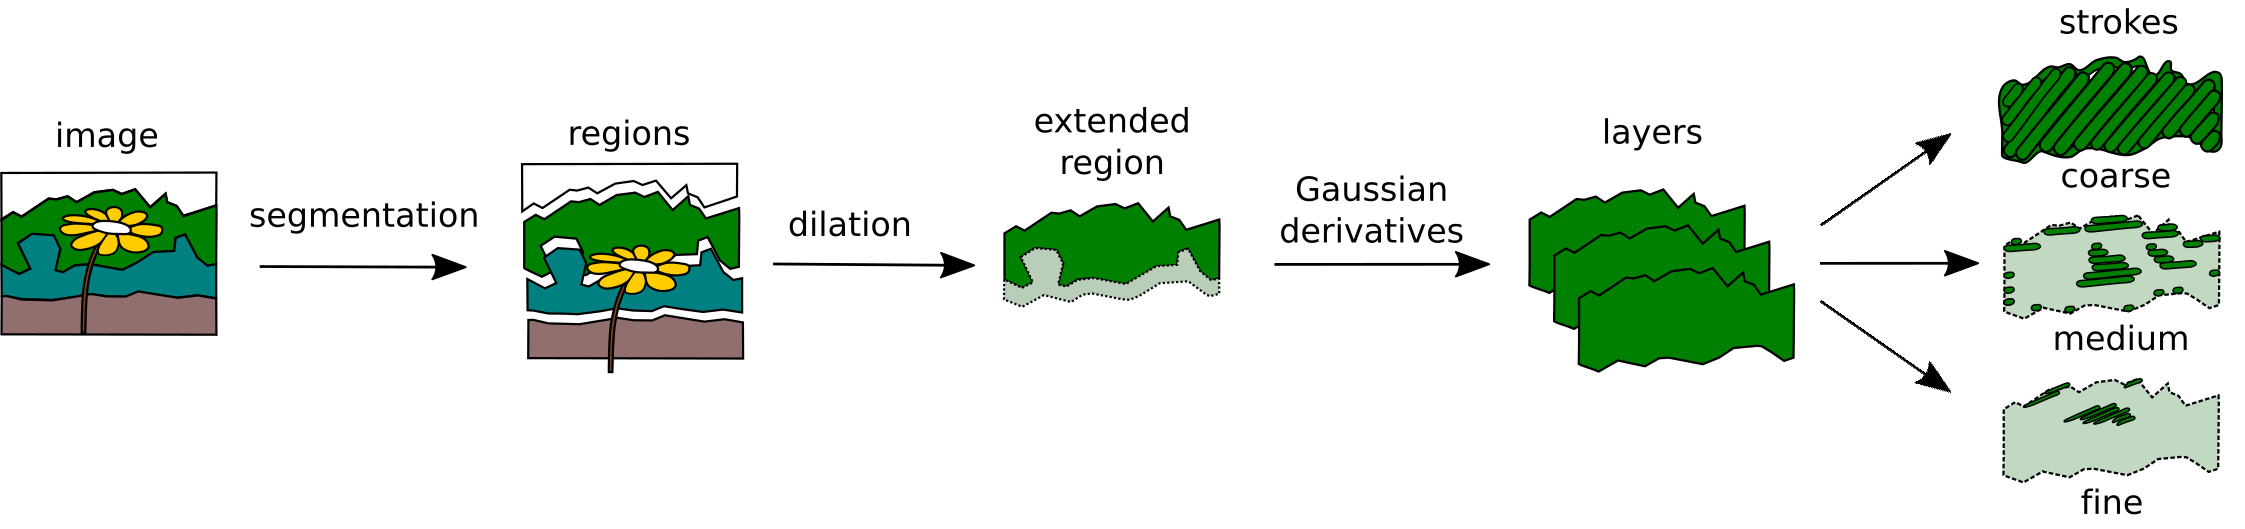 image
segmentation
regions
dilation
extended
region
Gaussian
derivatives
layers
strokes
coarse
medium
fine